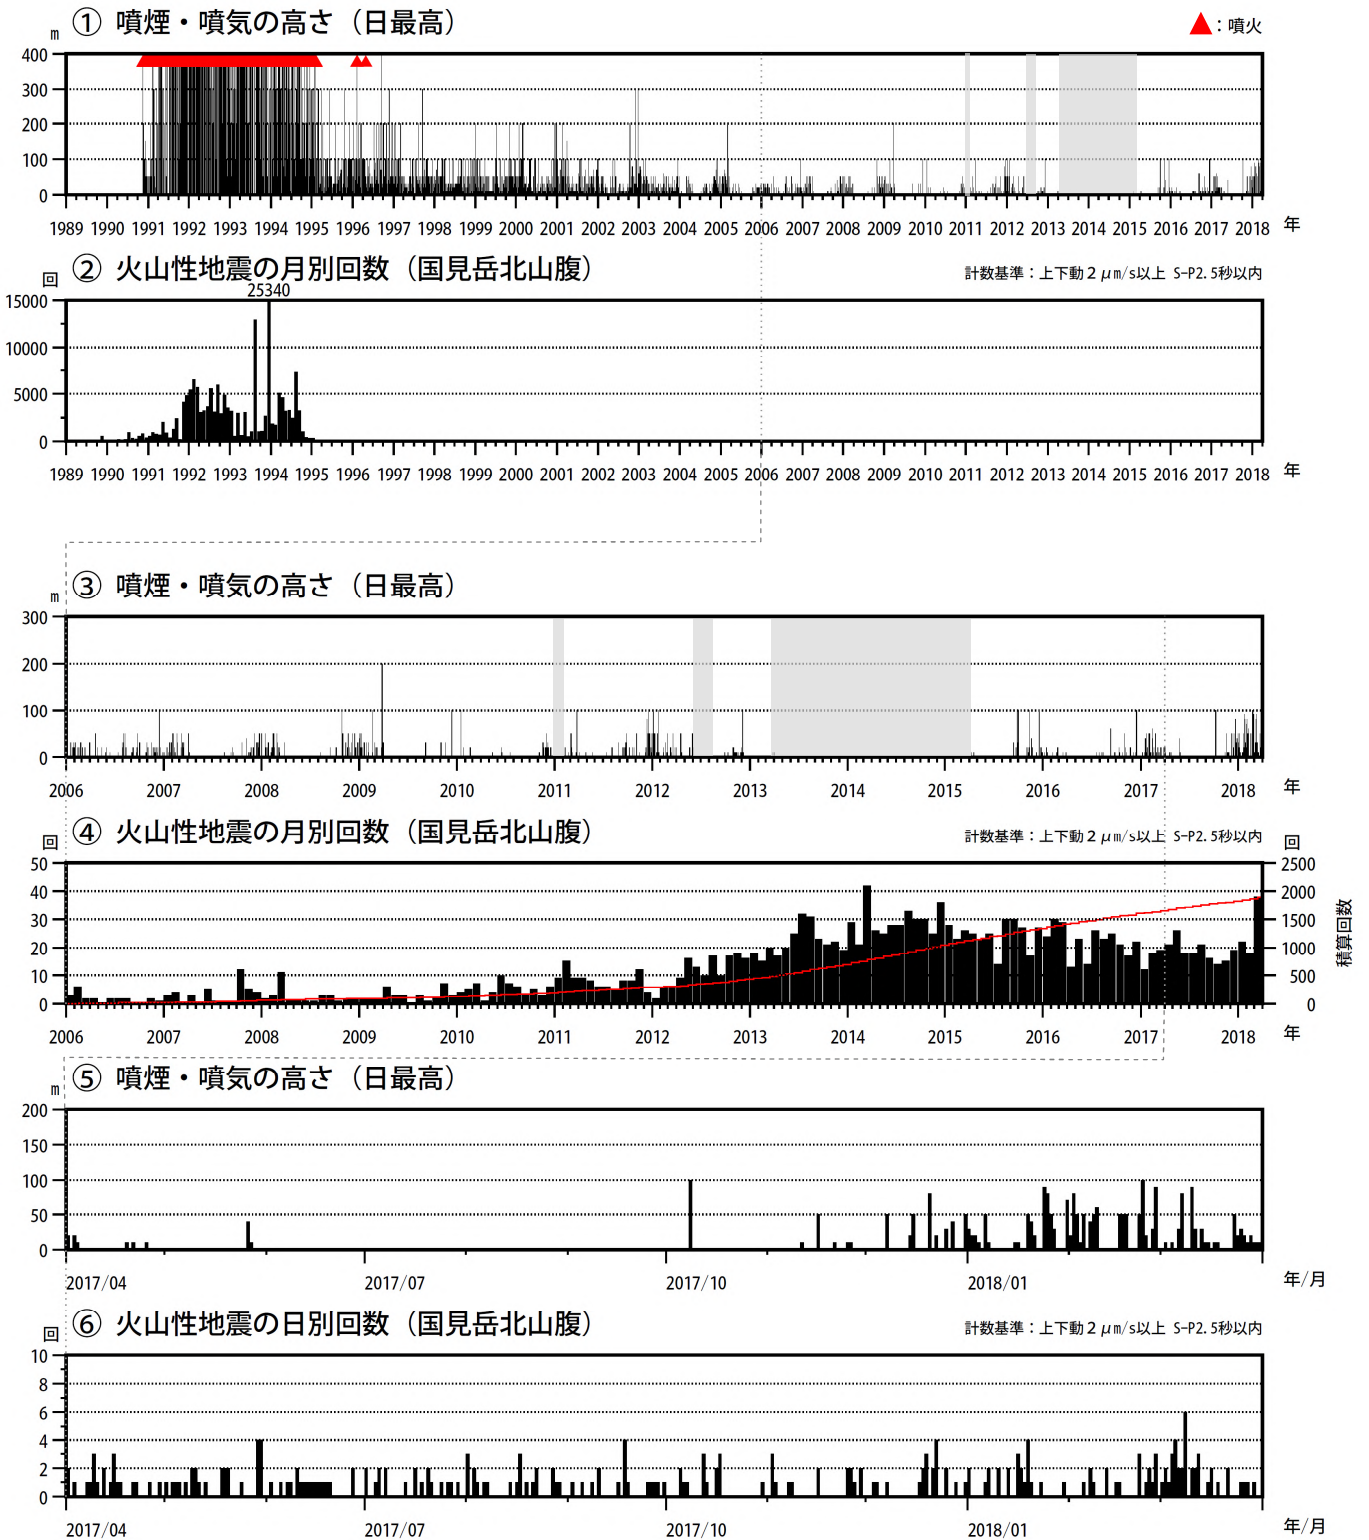 ① 噴煙・噴気の高さ（日最高）
▲：噴火
m
400
300
200
100
0
1989 1990 1991 1992 1993 1994 1995 1996 1997 1998 1999 2000 2001 2002 2003 2004 2005 2006 2007 2008 2009 2010 2011 2012 2013 2014 2015 2016 2017 2018 年
② 火山性地震の月別回数（国見岳北山腹）
計数基準：上下動２μm/s以上 S-P2.5秒以内
回
25340
15000
10000
5000
0
1989 1990 1991 1992 1993 1994 1995 1996 1997 1998 1999 2000 2001 2002 2003 2004 2005 2006 2007 2008 2009 2010 2011 2012 2013 2014 2015 2016 2017 2018 年
③ 噴煙・噴気の高さ（日最高）
m
300
200
100
0
2006 2007 2008 2009 2010 2011 2012 2013 2014 2015 2016 2017 2018 年
④ 火山性地震の月別回数（国見岳北山腹）
計数基準：上下動２μm/s以上 S-P2.5秒以内
回 回
50 2500
40 2000
30 1500
20 1000
10 500
0 0
積算回数
2006 2007 2008 2009 2010 2011 2012 2013 2014 2015 2016 2017 2018 年
⑤ 噴煙・噴気の高さ（日最高）
m
200
150
100
50
0
2017/04 2017/07 2017/10 2018/01 年/月
⑥ 火山性地震の日別回数（国見岳北山腹）
計数基準：上下動２μm/s以上 S-P2.5秒以内
回
10
8
6
4
2
0
2017/04 2017/07 2017/10 2018/01 年/月